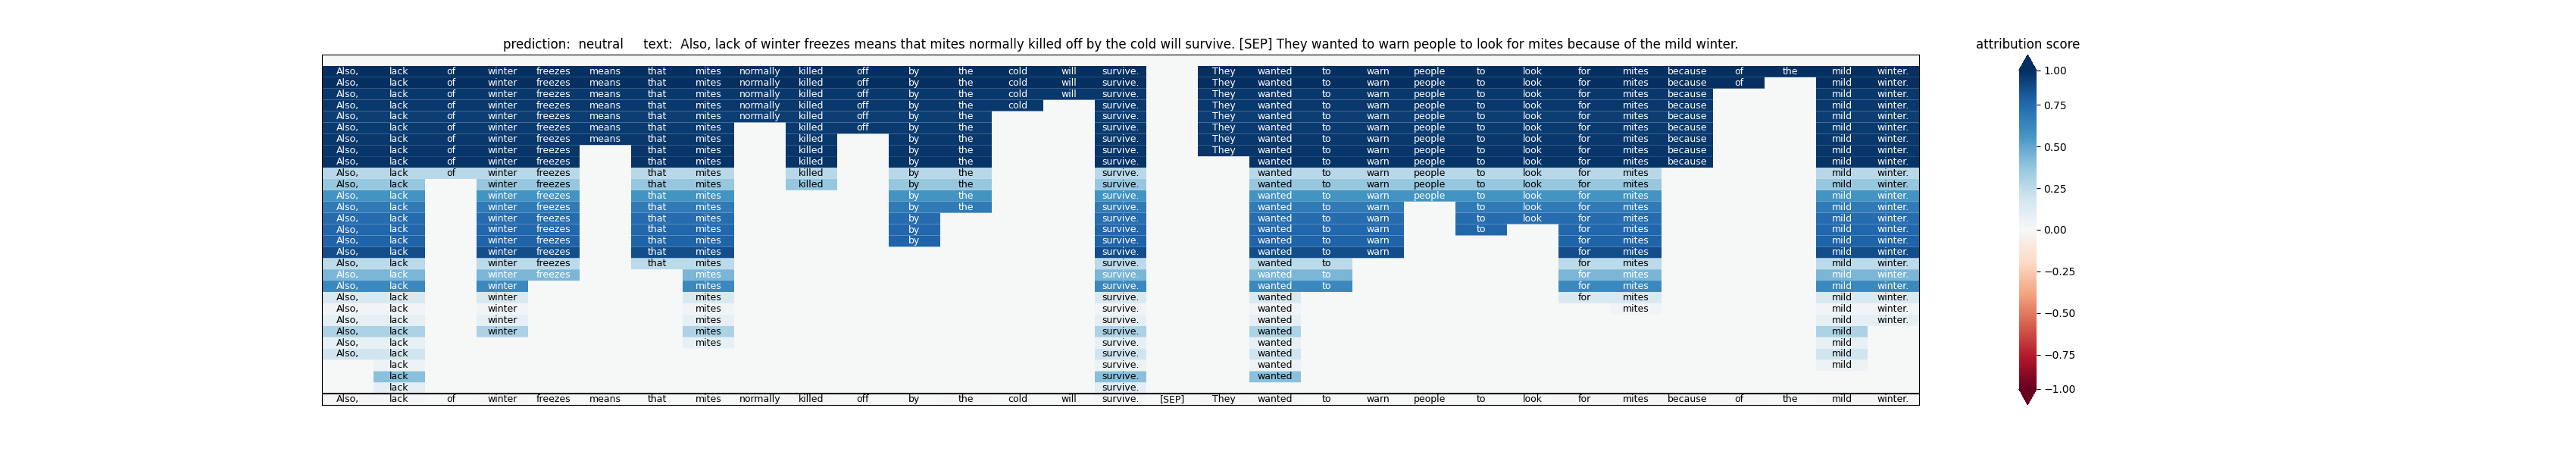 prediction:  neutral     text:  Also, lack of winter freezes means that mites normally killed off by the cold will survive. [SEP] They wanted to warn people to look for mites because of the mild winter.
Also, lack of winter freezes means that mites normally killed off by the cold will survive. They wanted to warn people to look for mites because of the mild winter.
Also, lack of winter freezes means that mites normally killed off by the cold will survive. They wanted to warn people to look for mites because of mild winter.
Also, lack of winter freezes means that mites normally killed off by the cold will survive. They wanted to warn people to look for mites because mild winter.
Also, lack of winter freezes means that mites normally killed off by the cold survive. They wanted to warn people to look for mites because mild winter.
Also, lack of winter freezes means that mites normally killed off by the survive. They wanted to warn people to look for mites because mild winter.
Also, lack of winter freezes means that mites killed off by the survive. They wanted to warn people to look for mites because mild winter.
Also, lack of winter freezes means that mites killed by the survive. They wanted to warn people to look for mites because mild winter.
Also, lack of winter freezes that mites killed by the survive. They wanted to warn people to look for mites because mild winter.
Also, lack of winter freezes that mites killed by the survive. wanted to warn people to look for mites because mild winter.
Also, lack of winter freezes that mites killed by the survive. wanted to warn people to look for mites mild winter.
Also, lack winter freezes that mites killed by the survive. wanted to warn people to look for mites mild winter.
Also, lack winter freezes that mites by the survive. wanted to warn people to look for mites mild winter.
Also, lack winter freezes that mites by the survive. wanted to warn to look for mites mild winter.
Also, lack winter freezes that mites by survive. wanted to warn to look for mites mild winter.
Also, lack winter freezes that mites by survive. wanted to warn to for mites mild winter.
Also, lack winter freezes that mites by survive. wanted to warn for mites mild winter.
Also, lack winter freezes that mites survive. wanted to warn for mites mild winter.
Also, lack winter freezes that mites survive. wanted to for mites mild winter.
Also, lack winter freezes mites survive. wanted to for mites mild winter.
Also, lack winter mites survive. wanted to for mites mild winter.
Also, lack winter mites survive. wanted for mites mild winter.
Also, lack winter mites survive. wanted mites mild winter.
Also, lack winter mites survive. wanted mild winter.
Also, lack winter mites survive. wanted mild
Also, lack mites survive. wanted mild
Also, lack survive. wanted mild
lack survive. wanted mild
lack survive. wanted
lack survive.
Also, lack of winter freezes means that mites normally killed off by the cold will survive. [SEP] They wanted to warn people to look for mites because of the mild winter.
attribution score
1.00
0.75
0.50
0.25
0.00
−0.25
−0.50
−0.75
−1.00